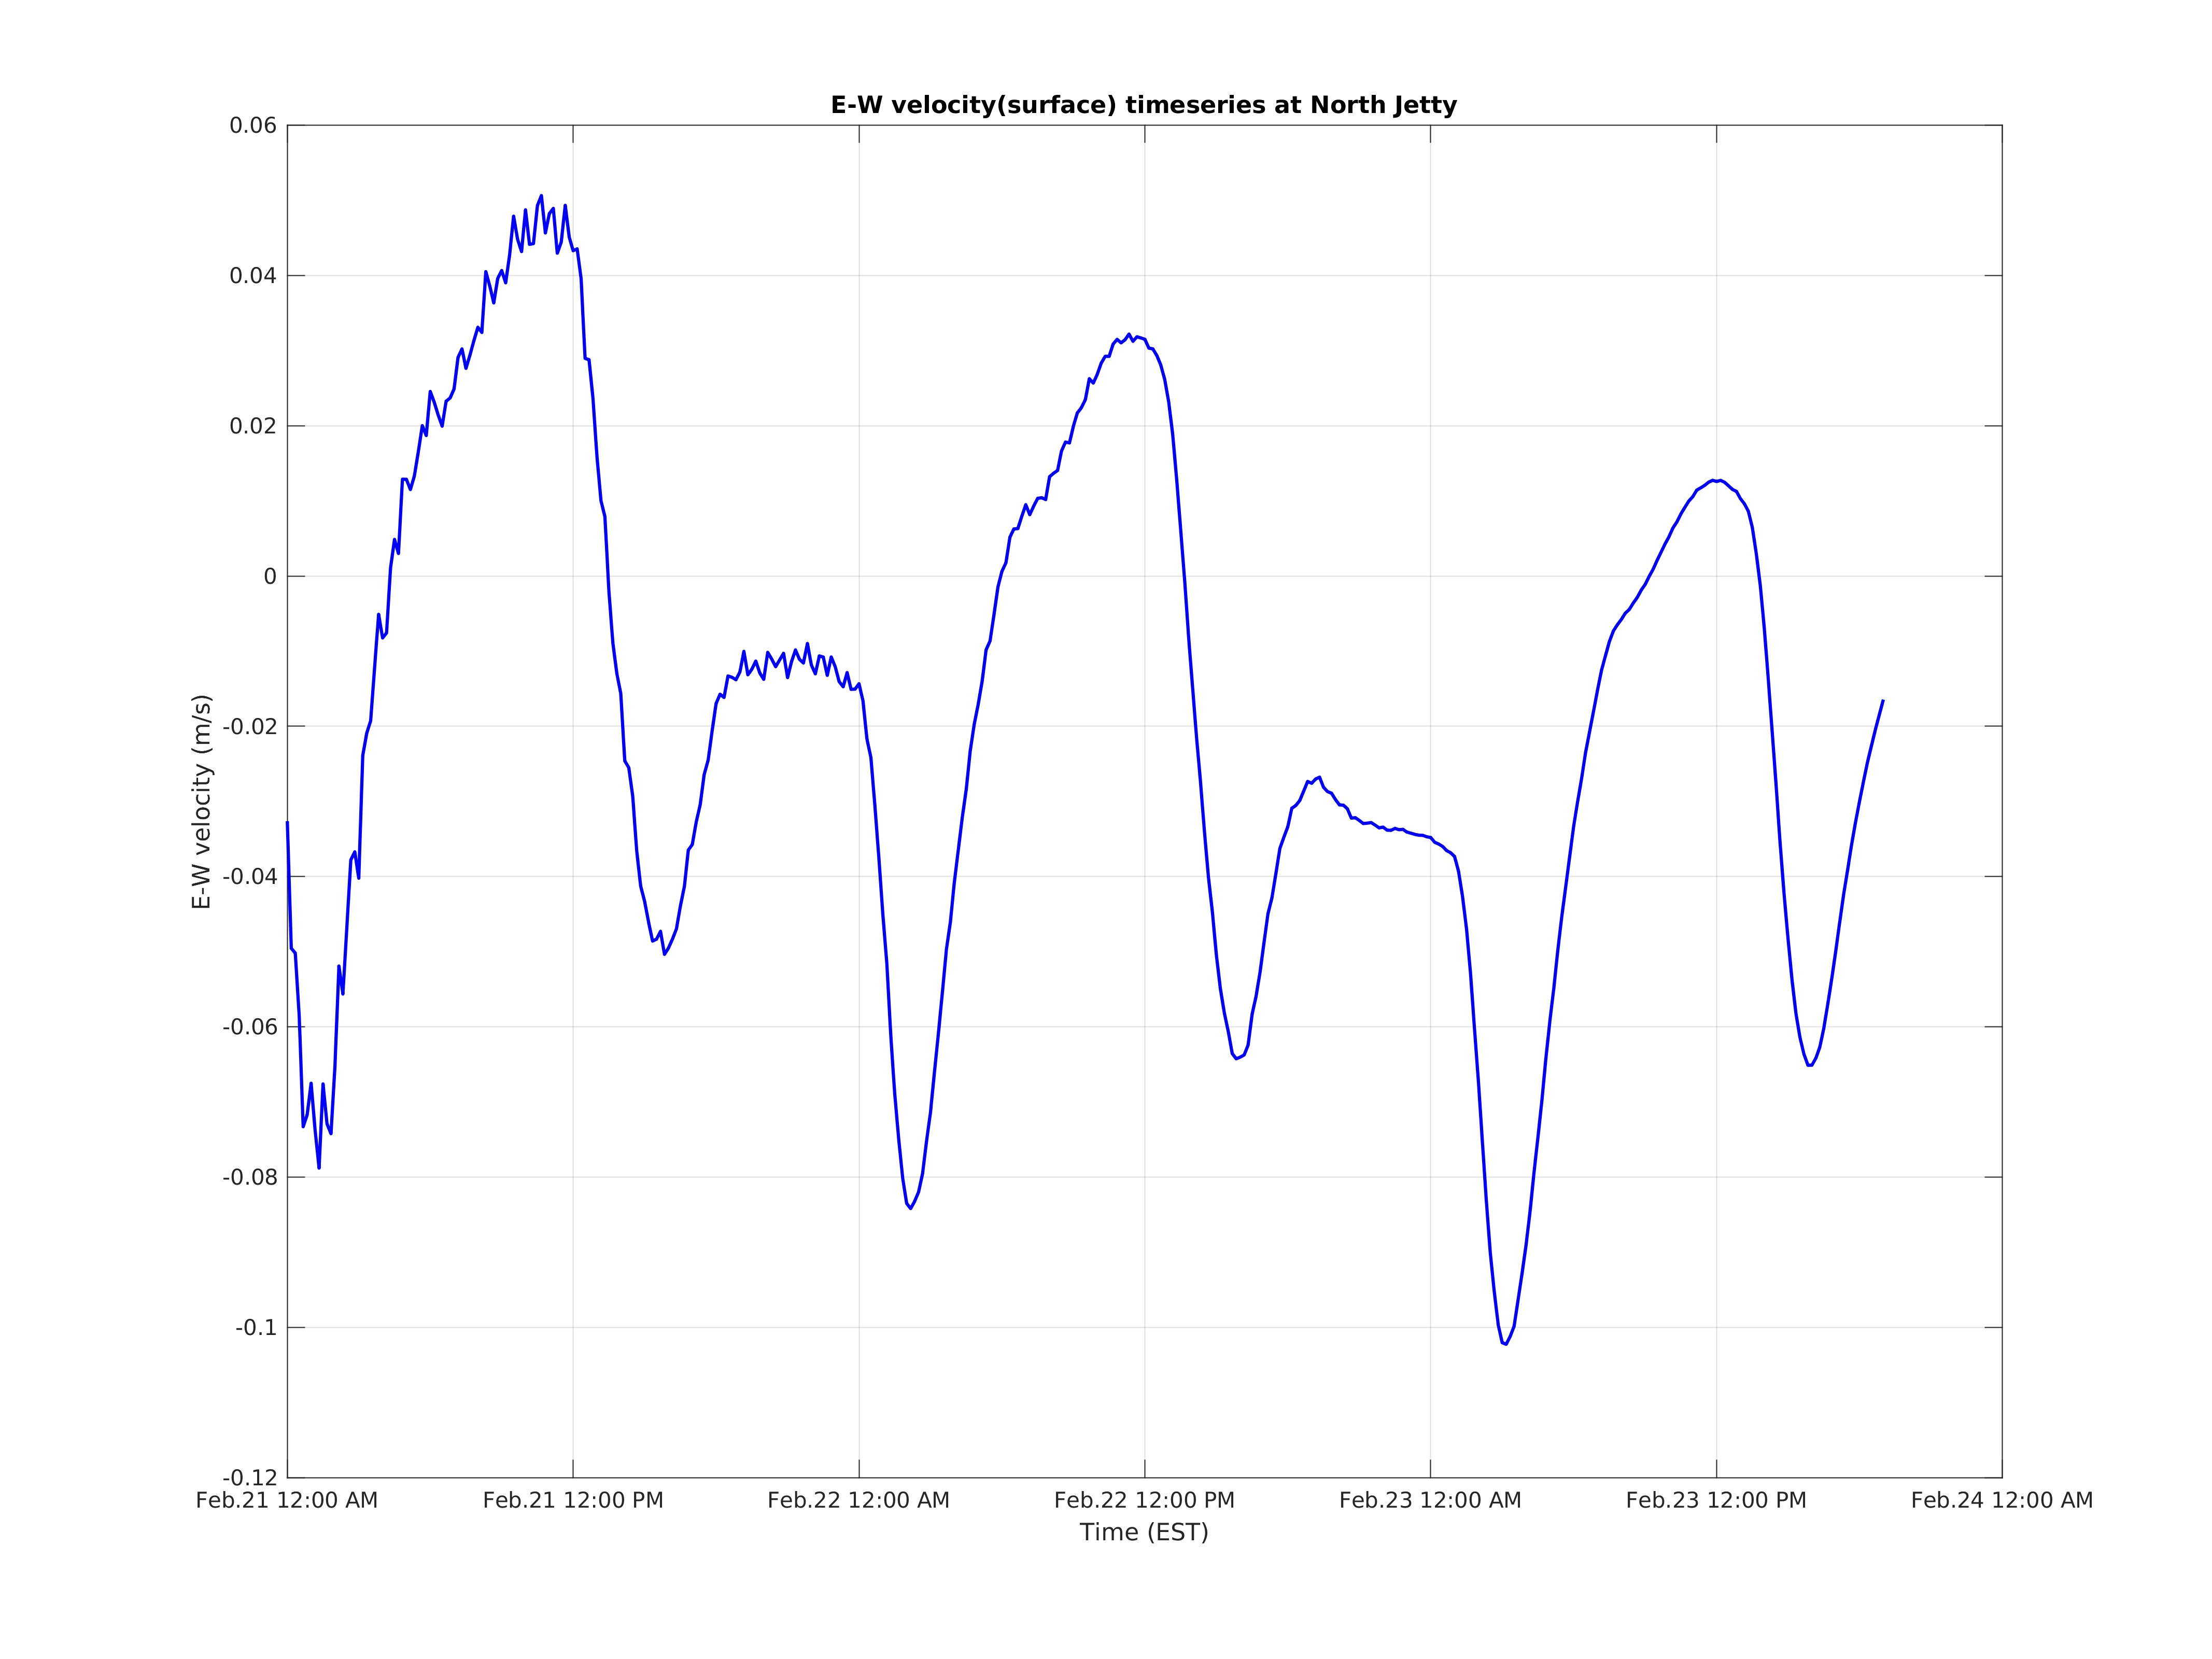 E-W velocity(surface) timeseries at North Jetty
0.06
0.04
0.02
0
-0.02
-0.04
-0.06
-0.08
-0.1
-0.12
E-W velocity (m/s)
Feb.21 12:00 AM Feb.21 12:00 PM Feb.22 12:00 AM Feb.22 12:00 PM Feb.23 12:00 AM Feb.23 12:00 PM Feb.24 12:00 AM
Time (EST)